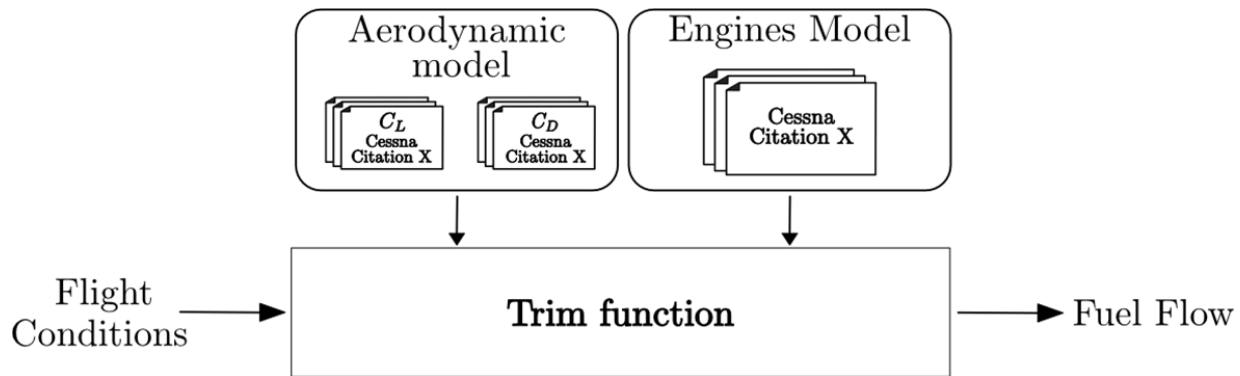 Aerodynamic
model
C_L
Cessna
Citation X
C_D
Cessna
Citation X
Engines Model
Cessna
Citation X
Flight
Conditions
Trim function
Fuel Flow